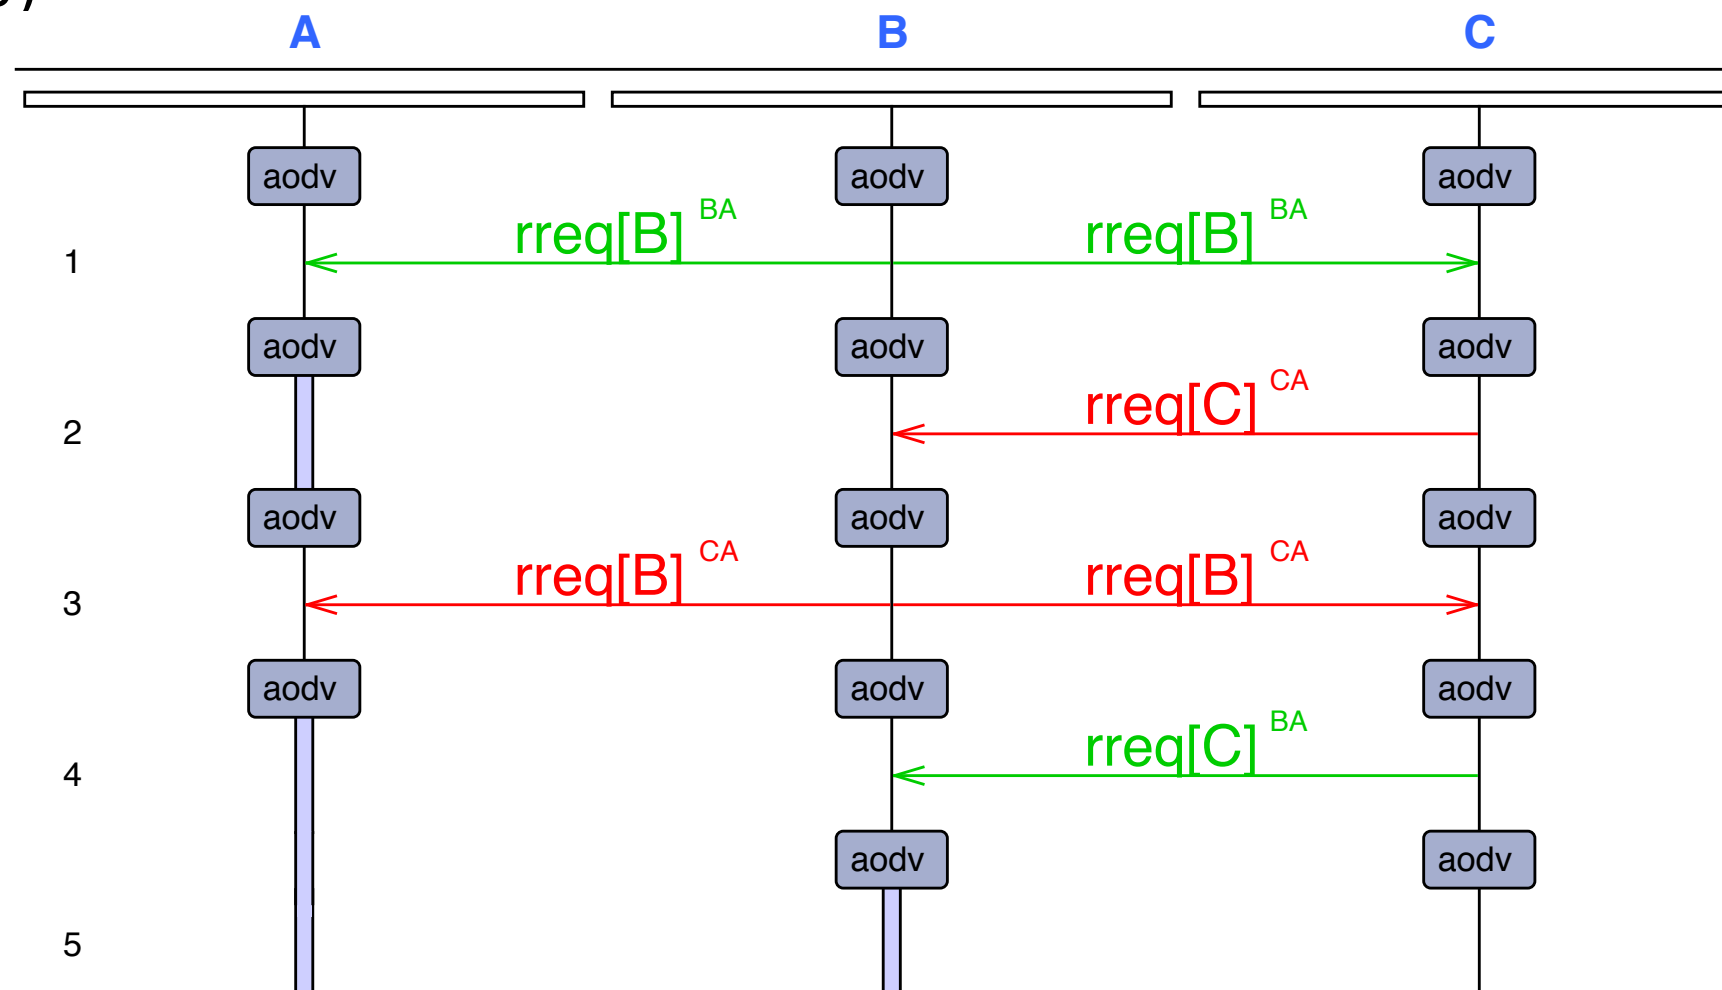 A B C
aodv aodv aodv
rreq[B] BA rreq[B] BA
1
aodv aodv aodv
rreq[C] CA
2
aodv aodv aodv
rreq[B] CA rreq[B] CA
3
aodv aodv aodv
rreq[C] BA
4
aodv aodv
5